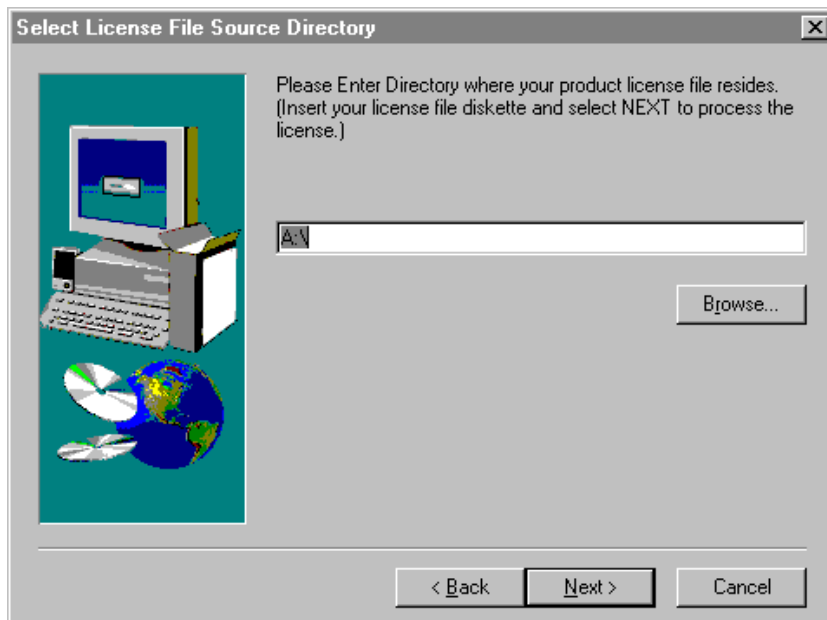 Select License File Source Directory
Please Enter Directory where your product license file resides.
(Insert your license file diskette and select NEXT to process the
license.)
A:\
Browse...
< Back
Next >
Cancel